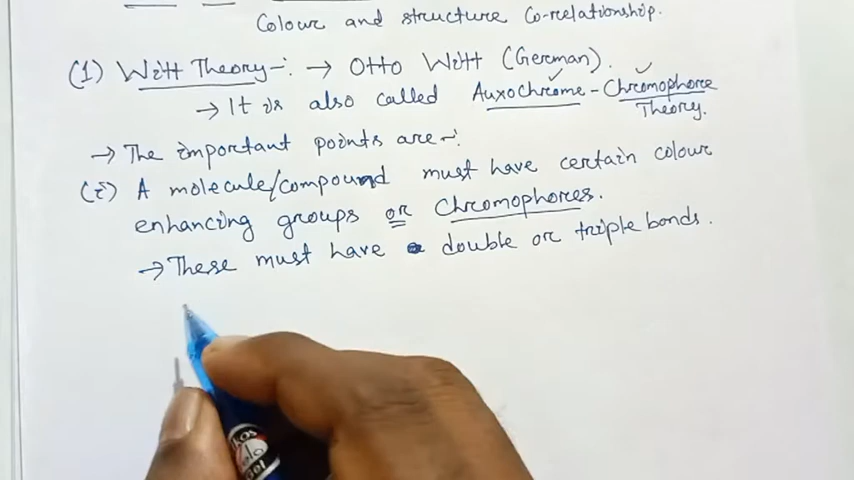 Colour and structure Co-relationship.
(1) Witt Theory-: → Otto Witt (German).
→ It is also called Auxochrome - Chromophore
Theory.
→ The important points are-:
(i) A molecule/compound must have certain colour
enhancing groups or Chromophores.
→ These must have double or triple bonds.